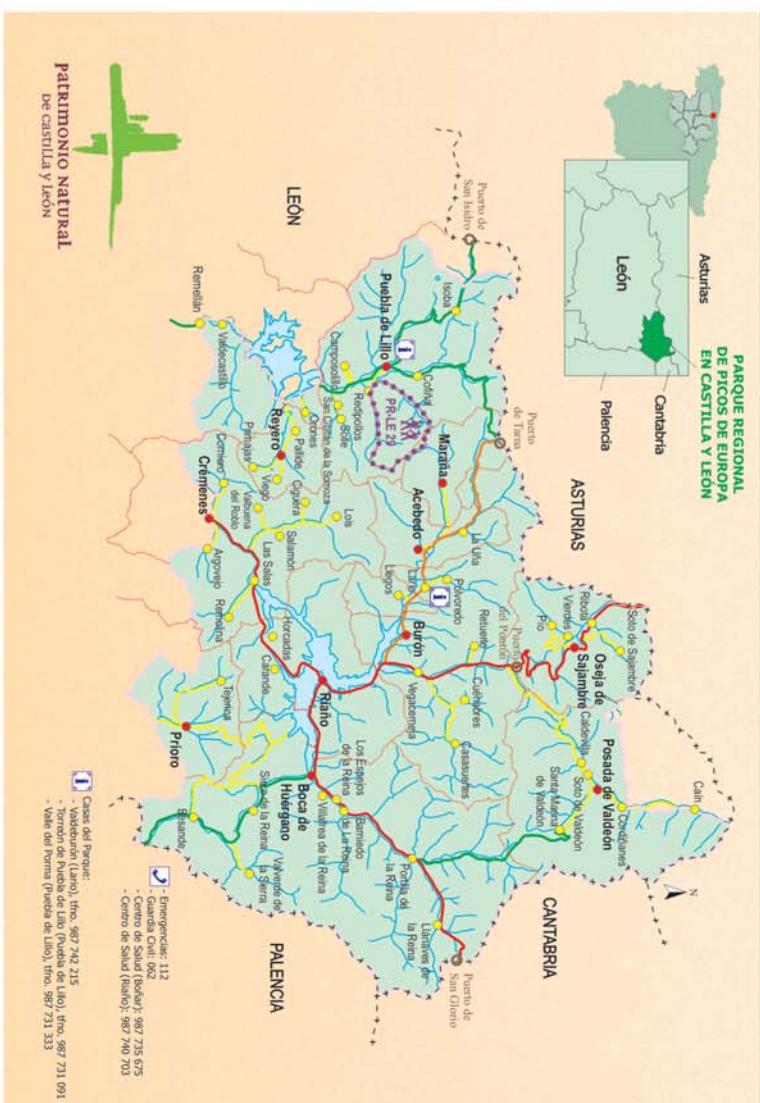 PARQUE REGIONAL
DE PICOS DE EUROPA
EN CASTILLA Y LEÓN
Asturias
León
Cantabria
Palencia
PATRIMONIO NATURAL
DE CASTILLA Y LEÓN
LEÓN
ASTURIAS
CANTABRIA
PALENCIA
N
Puerto de
San Isidro
Puerto
de Tarna
Puerto
del Pontón
Puerto de
San Glorio
Isoba
Puebla de Lillo
Cofiñal
Camposolillo
Redipollos
San Cibrián de la Somoza
PR-LE 29
Maraña
Acebedo
La Uña
Lario
Polvoredo
Liegos
Burón
Retuerto
Cuénabres
Casasuertes
Vegacerneja
Soto de Sajambre
Ribota
Vierdes
Pío
Oseja de
Sajambre
Caldevilla
Soto de Valdeón
Posada de Valdeón
Santa Marina
de Valdeón
Cordiñanes
Caín
Remellán
Valdecastillo
Orones
Pallide
Reyero
Viego
Primajas
Ciguera
Lois
Salamón
Valbuena
del Roblo
Corniero
Crémenes
Las Salas
Argovejo
Remolina
Horcadas
Carande
Riaño
Tejerina
Prioro
Los Espejos
de la Reina
Barniedo
de La Reina
Villafrea de la Reina
Boca de
Huérgano
Siero de la Reina
Besande
Valverde de
la Sierra
Portilla de
la Reina
Llánaves de
la Reina
- Emergencias: 112
- Guardia Civil: 062
- Centro de Salud (Boñar): 987 735 675
- Centro de Salud (Riaño): 987 740 703
i Casas del Parque:
- Valdeburón (Lario), tfno. 987 742 215
- Torreón de Puebla de Lillo (Puebla de Lillo), tfno. 987 731 091
- Valle del Porma (Puebla de Lillo), tfno. 987 731 333